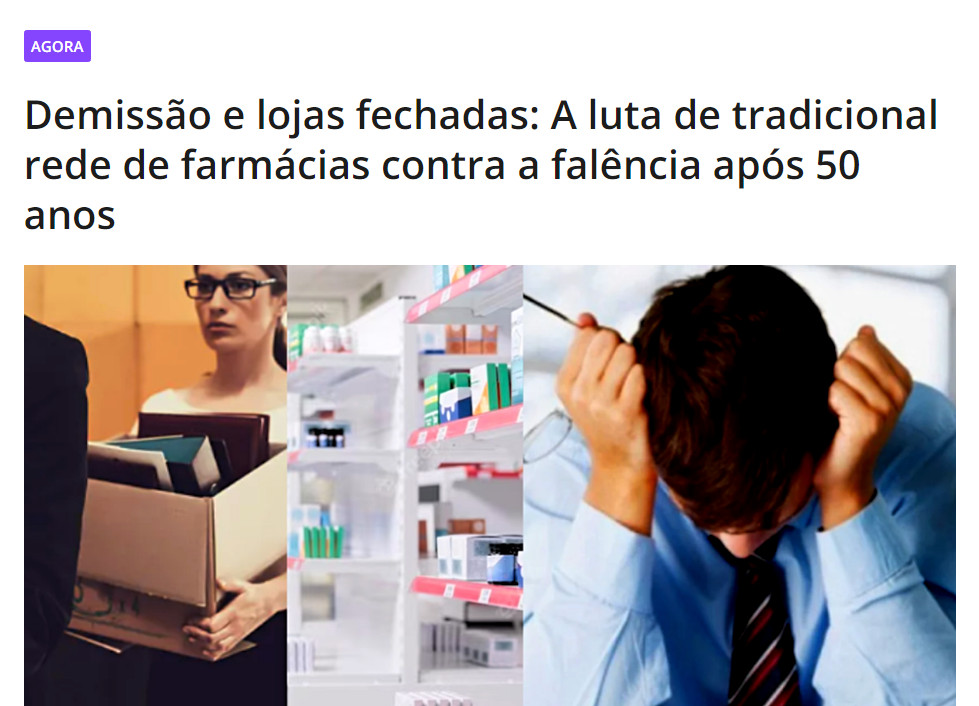 AGORA
Demissão e lojas fechadas: A luta de tradicional
rede de farmácias contra a falência após 50
anos